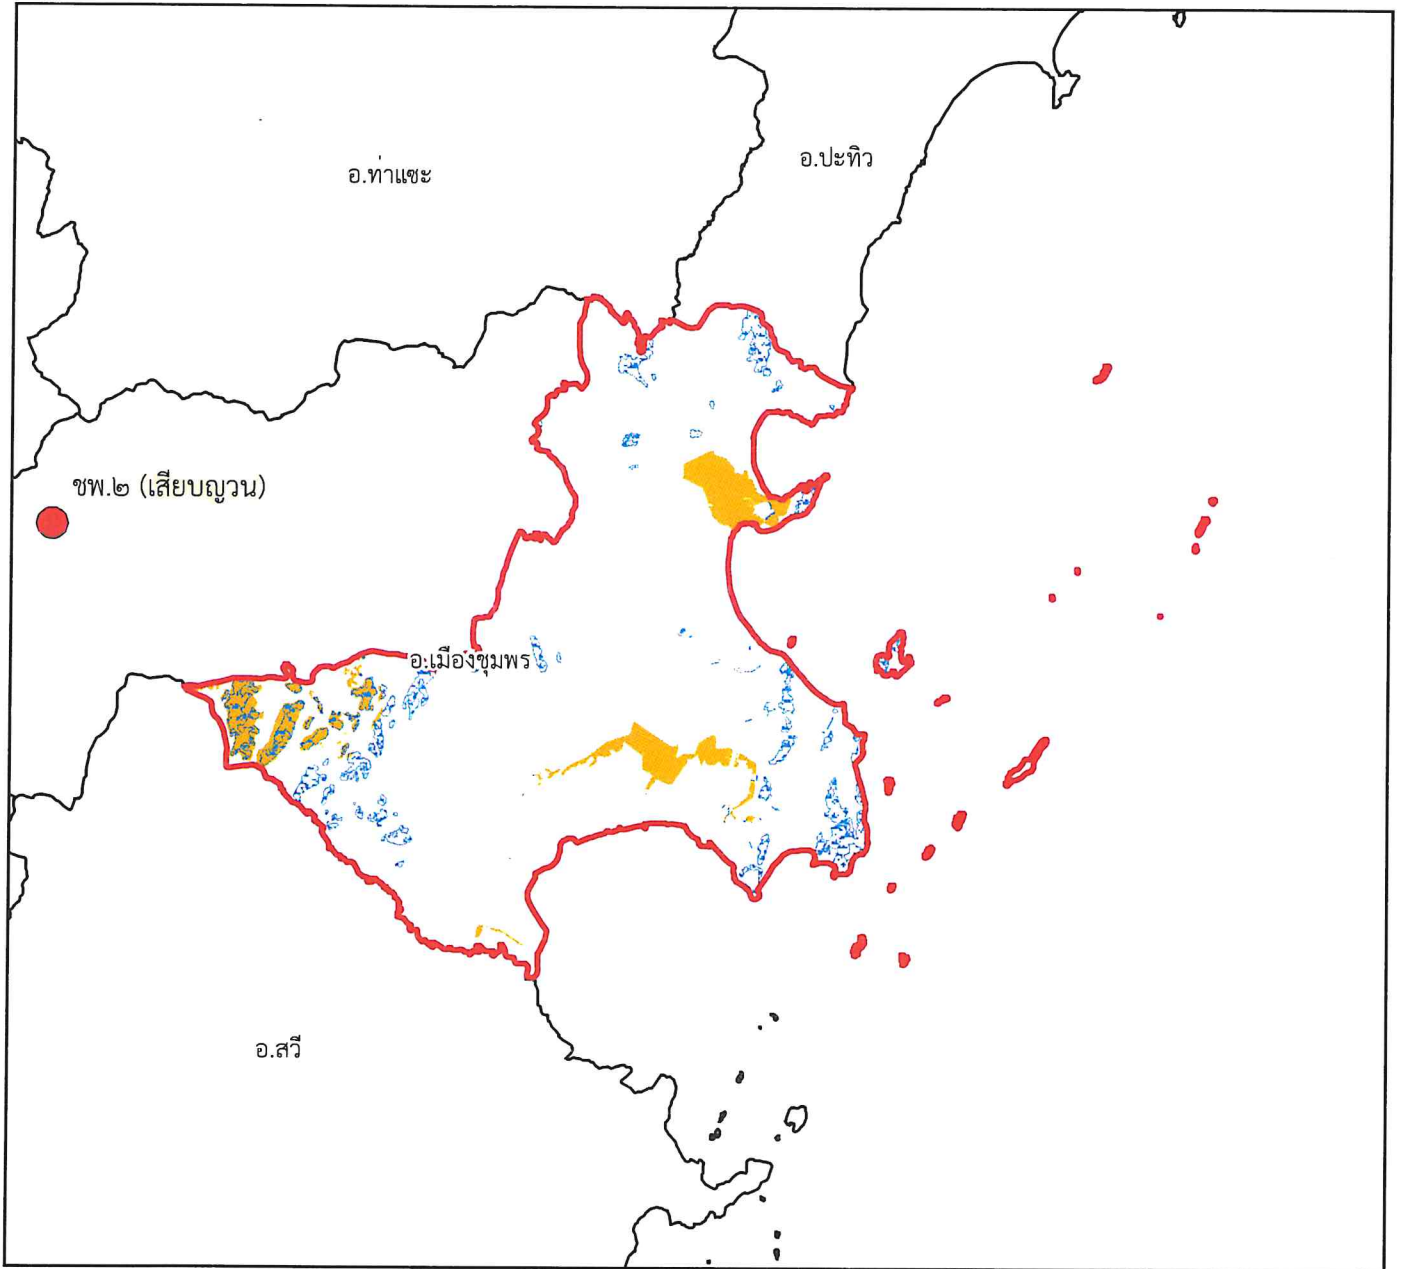 อ.ปะทิว
อ.ท่าแซะ
ชพ.๒ (เสียบญวน)
อ.เมืองชุมพร
อ.สวี